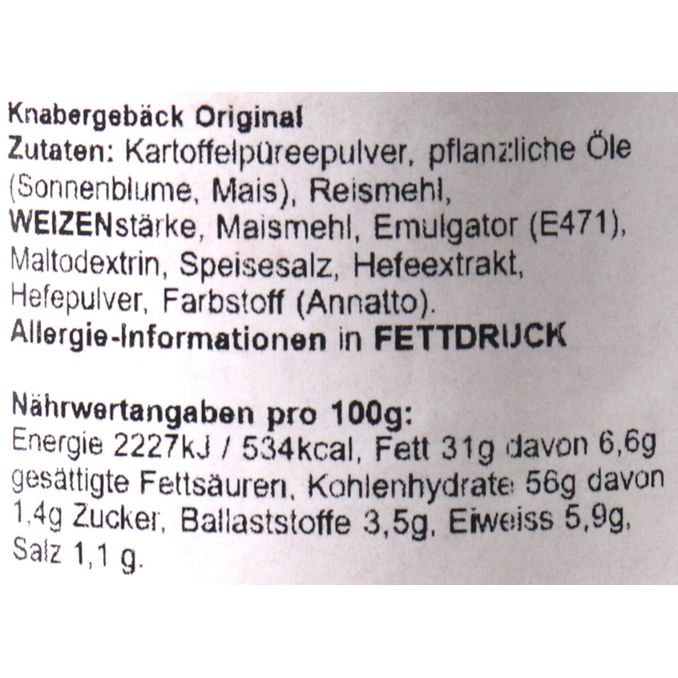 Knabergebäck Original
Zutaten: Kartoffelpüreepulver, pflanzliche Öle
(Sonnenblume, Mais), Reismehl,
WEIZENstärke, Maismehl, Emulgator (E471),
Maltodextrin, Speisesalz, Hefeextrakt,
Hefepulver, Farbstoff (Annatto).
Allergie-Informationen in FETTDRUCK
Nährwertangaben pro 100g:
Energie 2227kJ / 534kcal, Fett 31g davon 6,6g
gesättigte Fettsäuren, Kohlenhydrate 56g davon
1,4g Zucker, Ballaststoffe 3,5g, Eiweiss 5,9g,
Salz 1,1 g.